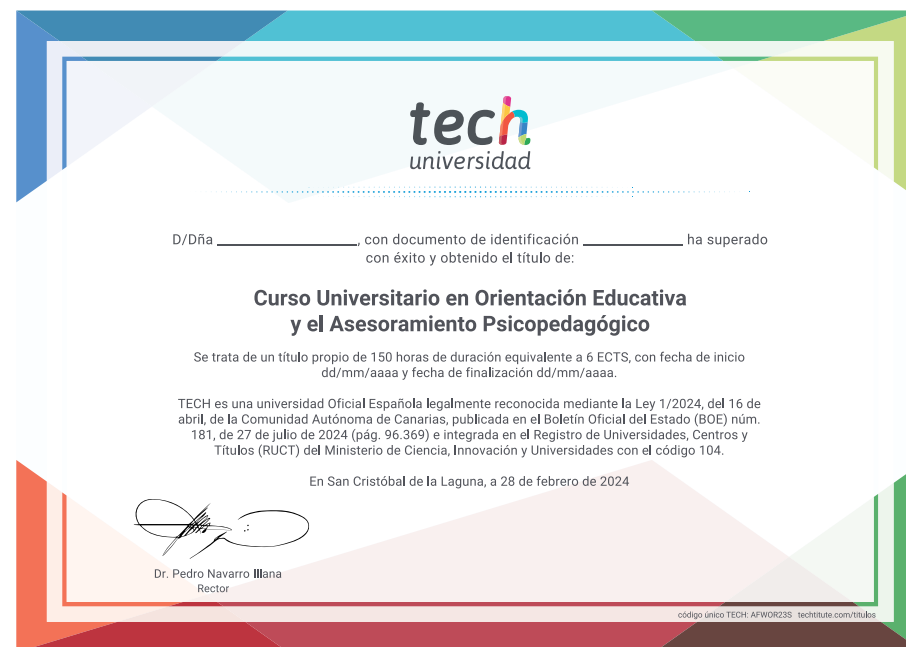 tech
universidad
D/Dña , con documento de identificación ha superado
con éxito y obtenido el título de:
Curso Universitario en Orientación Educativa
y el Asesoramiento Psicopedagógico
Se trata de un título propio de 150 horas de duración equivalente a 6 ECTS, con fecha de inicio
dd/mm/aaaa y fecha de finalización dd/mm/aaaa.
TECH es una universidad Oficial Española legalmente reconocida mediante la Ley 1/2024, del 16 de
abril, de la Comunidad Autónoma de Canarias, publicada en el Boletín Oficial del Estado (BOE) núm.
181, de 27 de julio de 2024 (pág. 96.369) e integrada en el Registro de Universidades, Centros y
Títulos (RUCT) del Ministerio de Ciencia, Innovación y Universidades con el código 104.
En San Cristóbal de la Laguna, a 28 de febrero de 2024
Dr. Pedro Navarro Illana
Rector
código único TECH: AFWOR23S techtitute.com/titulos